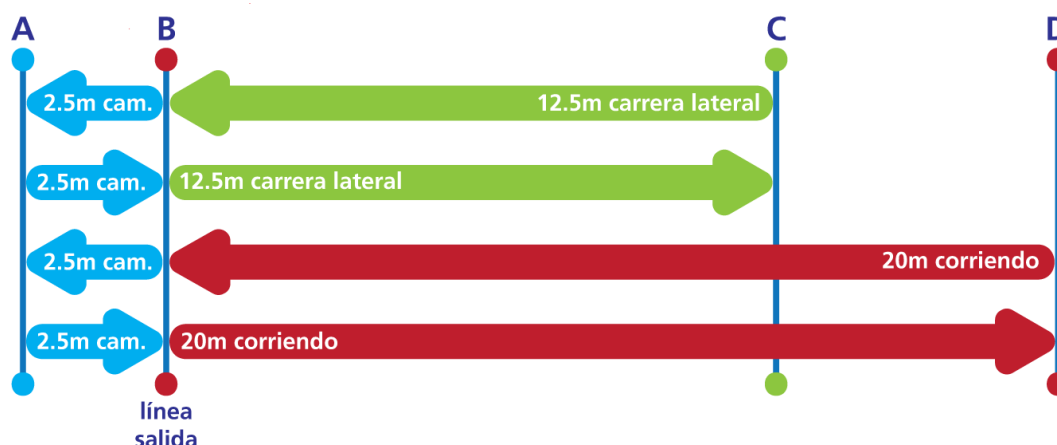 A B C D
2.5m cam. 12.5m carrera lateral
2.5m cam. 12.5m carrera lateral
2.5m cam. 20m corriendo
2.5m cam. 20m corriendo
línea
salida